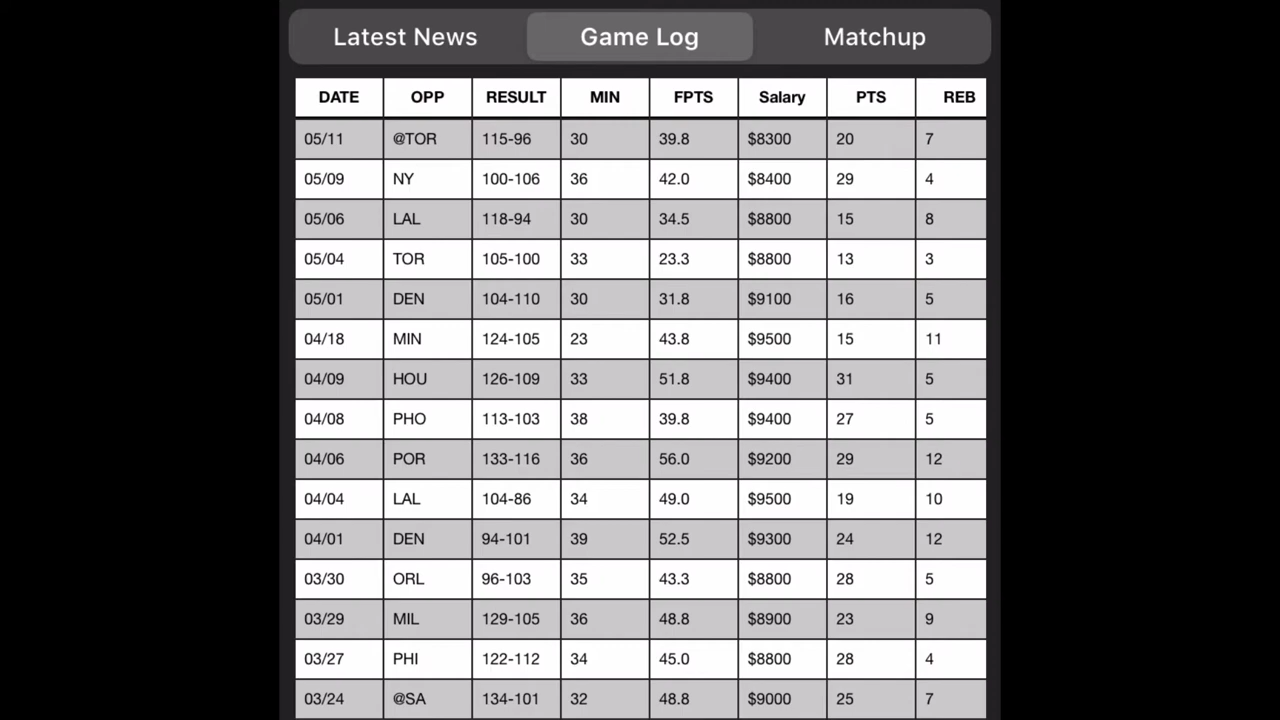 Latest News Game Log Matchup
DATE OPP RESULT MIN FPTS Salary PTS REB
05/11 @TOR 115-96 30 39.8 $8300 20 7
05/09 NY 100-106 36 42.0 $8400 29 4
05/06 LAL 118-94 30 34.5 $8800 15 8
05/04 TOR 105-100 33 23.3 $8800 13 3
05/01 DEN 104-110 30 31.8 $9100 16 5
04/18 MIN 124-105 23 43.8 $9500 15 11
04/09 HOU 126-109 33 51.8 $9400 31 5
04/08 PHO 113-103 38 39.8 $9400 27 5
04/06 POR 133-116 36 56.0 $9200 29 12
04/04 LAL 104-86 34 49.0 $9500 19 10
04/01 DEN 94-101 39 52.5 $9300 24 12
03/30 ORL 96-103 35 43.3 $8800 28 5
03/29 MIL 129-105 36 48.8 $8900 23 9
03/27 PHI 122-112 34 45.0 $8800 28 4
03/24 @SA 134-101 32 48.8 $9000 25 7